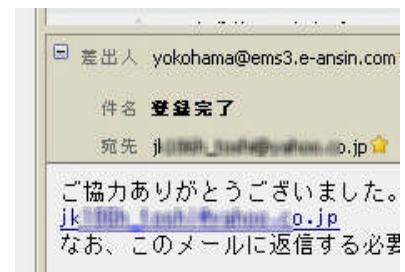 差出人 yokohama@ems3.e-ansin.com
件名 登録完了
宛先 o.jp
ご協力ありがとうございました。
jk o.jp
なお、このメールに返信する必要